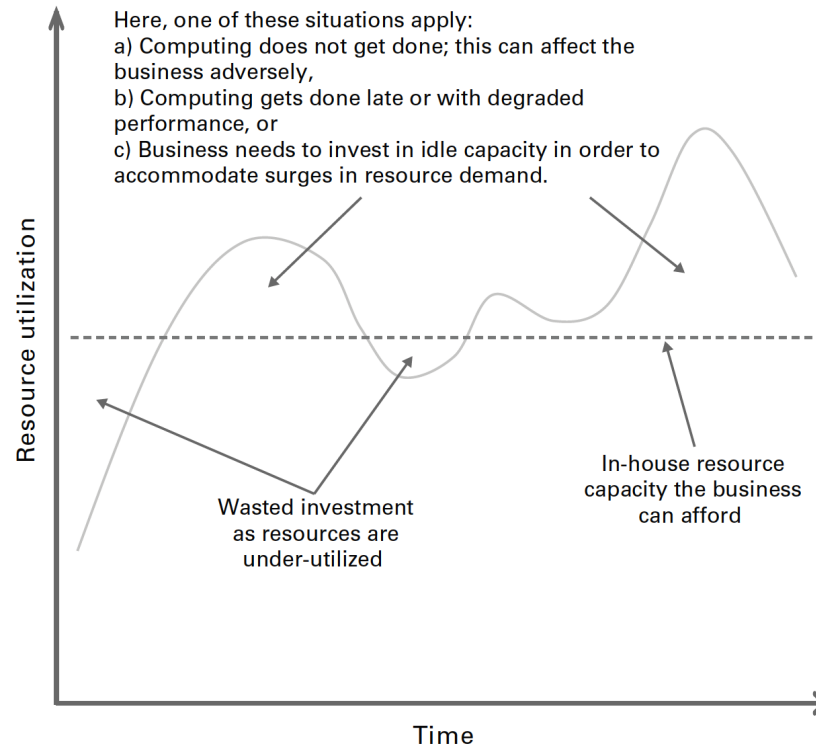 Here, one of these situations apply:
a) Computing does not get done; this can affect the
business adversely,
b) Computing gets done late or with degraded
performance, or
c) Business needs to invest in idle capacity in order to
accommodate surges in resource demand.
Resource utilization
In-house resource
capacity the business
can afford
Wasted investment
as resources are
under-utilized
Time